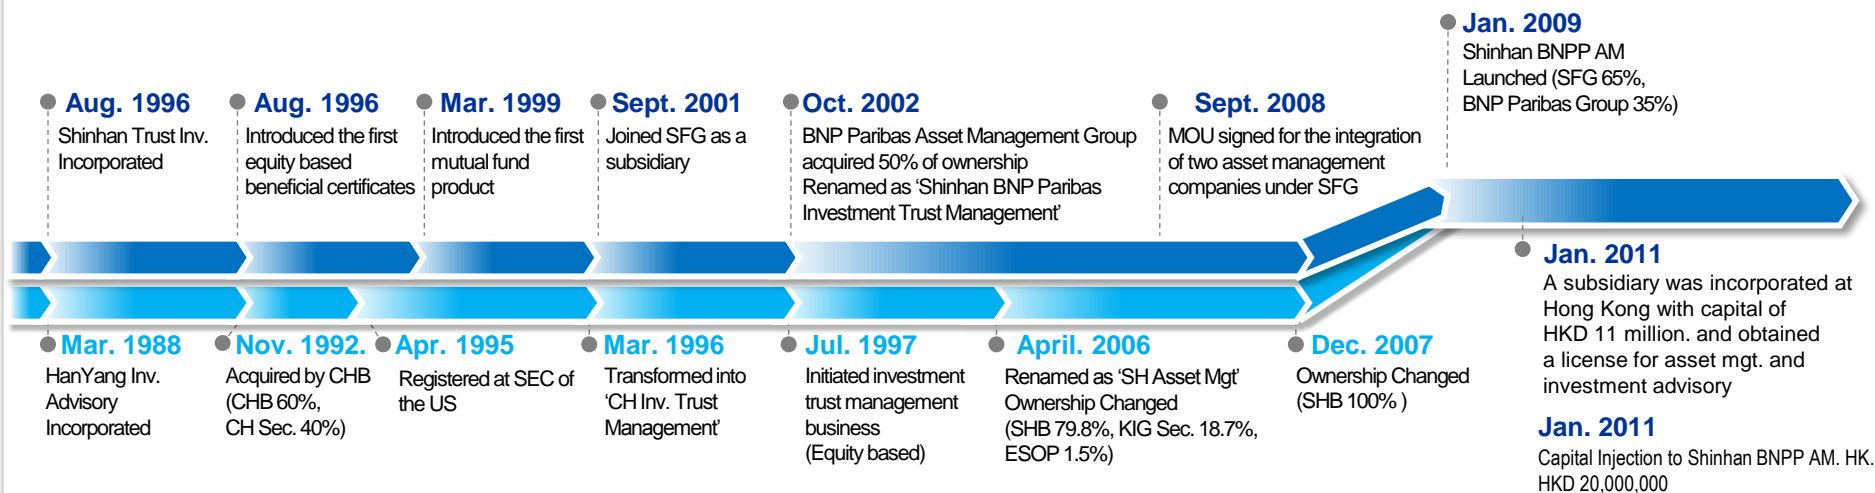 Jan. 2009
Shinhan BNPP AM
Launched (SFG 65%,
BNP Paribas Group 35%)
Aug. 1996
Shinhan Trust Inv.
Incorporated
Aug. 1996
Introduced the first
equity based
beneficial certificates
Mar. 1999
Introduced the first
mutual fund
product
Sept. 2001
Joined SFG as a
subsidiary
Oct. 2002
BNP Paribas Asset Management Group
acquired 50% of ownership
Renamed as ‘Shinhan BNP Paribas
Investment Trust Management’
Sept. 2008
MOU signed for the integration
of two asset management
companies under SFG
Mar. 1988
HanYang Inv.
Advisory
Incorporated
Nov. 1992.
Acquired by CHB
(CHB 60%,
CH Sec. 40%)
Apr. 1995
Registered at SEC of
the US
Mar. 1996
Transformed into
‘CH Inv. Trust
Management’
Jul. 1997
Initiated investment
trust management
business
(Equity based)
April. 2006
Renamed as ‘SH Asset Mgt’
Ownership Changed
(SHB 79.8%, KIG Sec. 18.7%,
ESOP 1.5%)
Dec. 2007
Ownership Changed
(SHB 100% )
Jan. 2011
A subsidiary was incorporated at
Hong Kong with capital of
HKD 11 million. and obtained
a license for asset mgt. and
investment advisory
Jan. 2011
Capital Injection to Shinhan BNPP AM. HK.
HKD 20,000,000